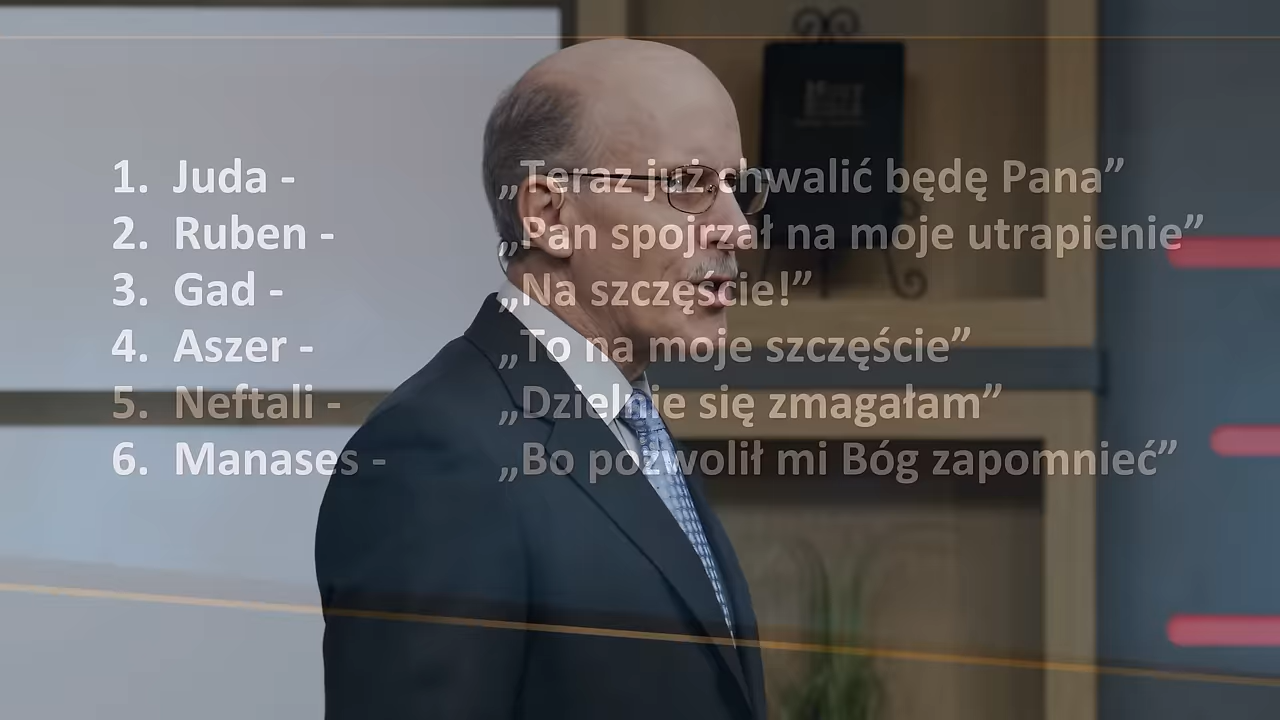 1. Juda - „Teraz już chwalić będę Pana”
2. Ruben - „Pan spojrzał na moje utrapienie”
3. Gad - „Na szczęście!”
4. Aszer - „To na moje szczęście”
5. Neftali - „Dzielnie się zmagałam”
6. Manases - „Bo pozwolił mi Bóg zapomnieć”